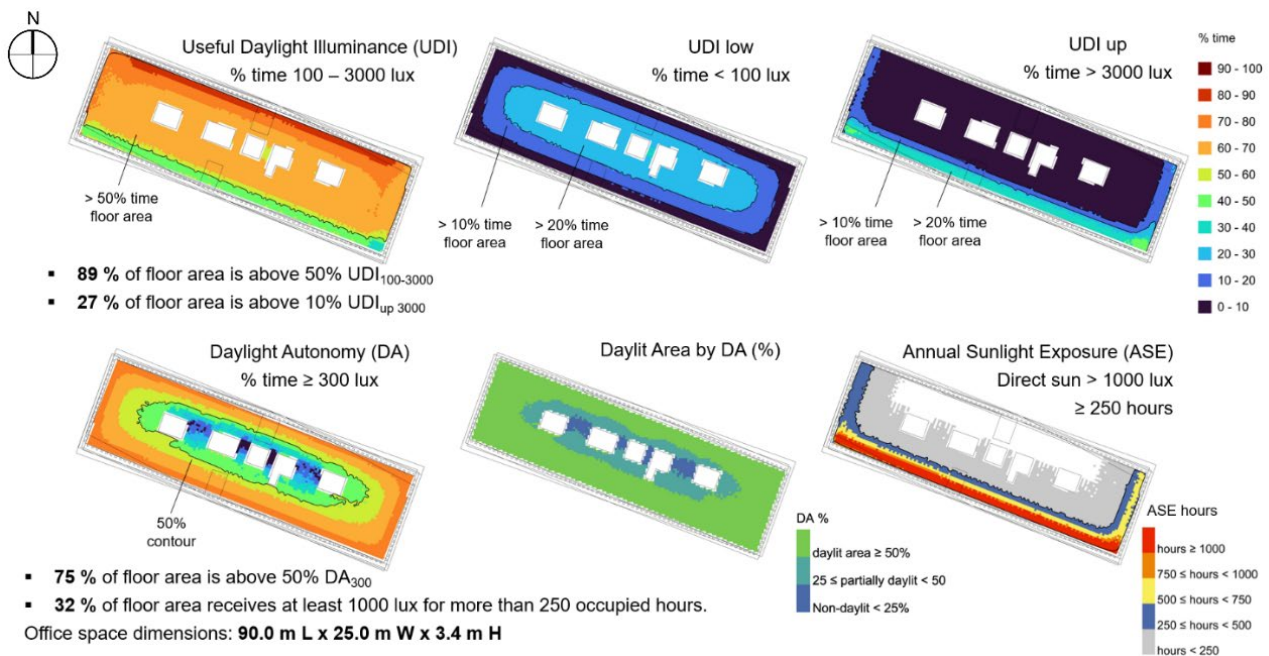 N
Useful Daylight Illuminance (UDI)
% time 100 – 3000 lux
UDI low
% time < 100 lux
UDI up
% time > 3000 lux
% time
90 - 100
80 - 90
70 - 80
60 - 70
50 - 60
40 - 50
30 - 40
20 - 30
10 - 20
0 - 10
> 50% time
floor area
> 10% time
floor area
> 20% time
floor area
> 10% time
floor area
> 20% time
floor area
▪ 89 % of floor area is above 50% UDI100-3000
▪ 27 % of floor area is above 10% UDIup 3000
Daylight Autonomy (DA)
% time ≥ 300 lux
Daylit Area by DA (%)
Annual Sunlight Exposure (ASE)
Direct sun > 1000 lux
≥ 250 hours
50%
contour
DA %
daylit area ≥ 50%
25 ≤ partially daylit < 50
Non-daylit < 25%
ASE hours
hours ≥ 1000
750 ≤ hours < 1000
500 ≤ hours < 750
250 ≤ hours < 500
hours < 250
▪ 75 % of floor area is above 50% DA300
▪ 32 % of floor area receives at least 1000 lux for more than 250 occupied hours.
Office space dimensions: 90.0 m L x 25.0 m W x 3.4 m H